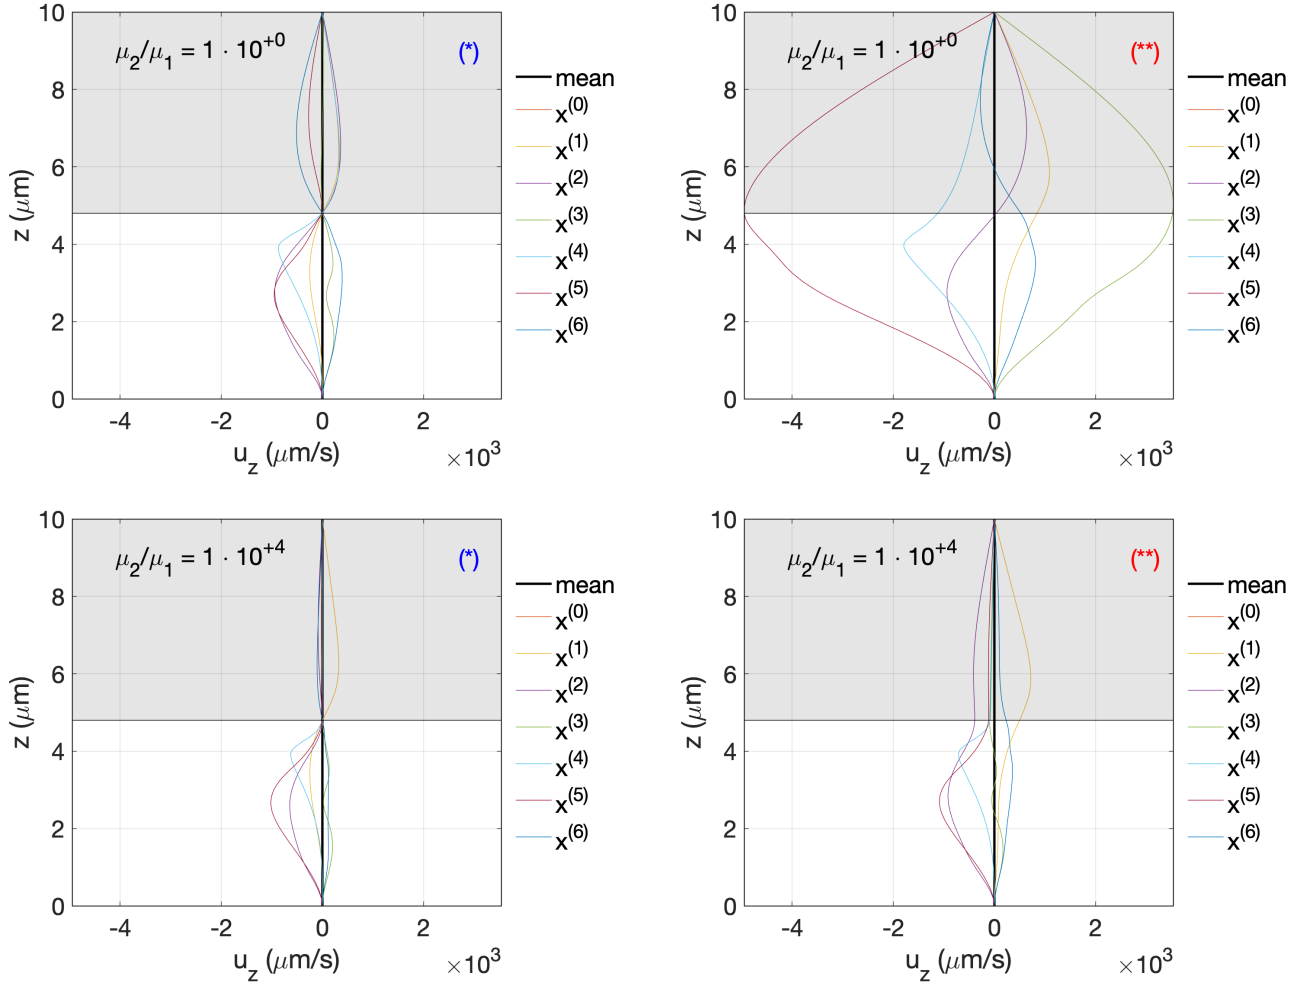 μ₂/μ₁ = 1 · 10⁺⁰
(*)
10
8
6
4
2
0
z (μm)
-4
-2
0
2
u_z (μm/s)
×10³
mean
x⁽⁰⁾
x⁽¹⁾
x⁽²⁾
x⁽³⁾
x⁽⁴⁾
x⁽⁵⁾
x⁽⁶⁾
μ₂/μ₁ = 1 · 10⁺⁰
(**)
10
8
6
4
2
0
z (μm)
-4
-2
0
2
u_z (μm/s)
×10³
mean
x⁽⁰⁾
x⁽¹⁾
x⁽²⁾
x⁽³⁾
x⁽⁴⁾
x⁽⁵⁾
x⁽⁶⁾
μ₂/μ₁ = 1 · 10⁺⁴
(*)
10
8
6
4
2
0
z (μm)
-4
-2
0
2
u_z (μm/s)
×10³
mean
x⁽⁰⁾
x⁽¹⁾
x⁽²⁾
x⁽³⁾
x⁽⁴⁾
x⁽⁵⁾
x⁽⁶⁾
μ₂/μ₁ = 1 · 10⁺⁴
(**)
10
8
6
4
2
0
z (μm)
-4
-2
0
2
u_z (μm/s)
×10³
mean
x⁽⁰⁾
x⁽¹⁾
x⁽²⁾
x⁽³⁾
x⁽⁴⁾
x⁽⁵⁾
x⁽⁶⁾